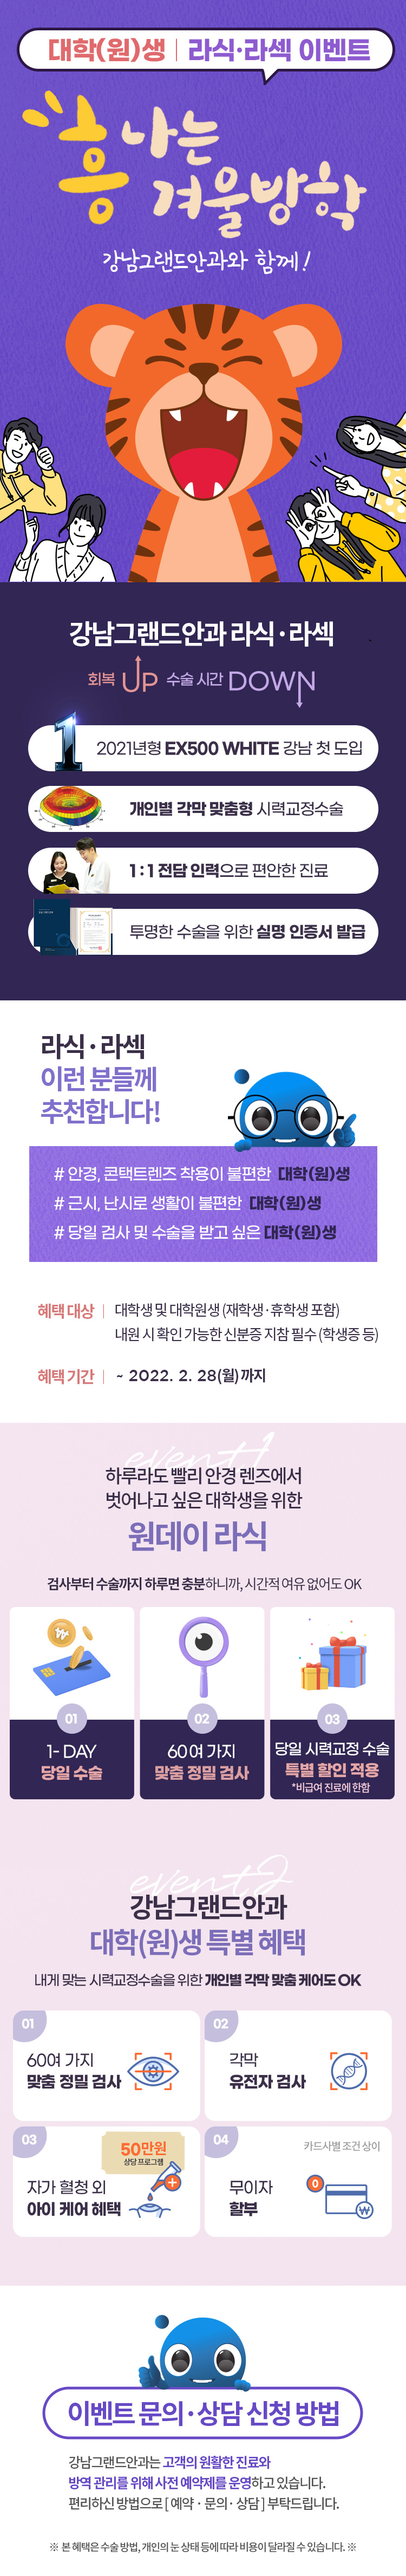 대학(원)생 | 라식·라섹 이벤트
흥 나는
겨울방학
강남그랜드안과와 함께!
강남그랜드안과 라식·라섹
회복 UP 수술 시간 DOWN
1 2021년형 EX500 WHITE 강남 첫 도입
개인별 각막 맞춤형 시력교정수술
1 : 1 전담 인력으로 편안한 진료
투명한 수술을 위한 실명 인증서 발급
라식·라섹
이런 분들께
추천합니다!
# 안경, 콘택트렌즈 착용이 불편한 대학(원)생
# 근시, 난시로 생활이 불편한 대학(원)생
# 당일 검사 및 수술을 받고 싶은 대학(원)생
혜택 대상 | 대학생 및 대학원생 (재학생·휴학생 포함)
내원 시 확인 가능한 신분증 지참 필수 (학생증 등)
혜택 기간 | ~ 2022. 2. 28(월) 까지
event1
하루라도 빨리 안경 렌즈에서
벗어나고 싶은 대학생을 위한
원데이 라식
검사부터 수술까지 하루면 충분하니까, 시간적 여유 없어도 OK
01
1- DAY
당일 수술
02
60여 가지
맞춤 정밀 검사
03
당일 시력교정 수술
특별 할인 적용
*비급여 진료에 한함
event2
강남그랜드안과
대학(원)생 특별 혜택
내게 맞는 시력교정수술을 위한 개인별 각막 맞춤 케어도 OK
01
60여 가지
맞춤 정밀 검사
02
각막
유전자 검사
03
50만원
상당 프로그램
자가 혈청 외
아이 케어 혜택
04
카드사별 조건 상이
무이자
할부
0
₩
이벤트 문의·상담 신청 방법
강남그랜드안과는 고객의 원활한 진료와
방역 관리를 위해 사전 예약제를 운영하고 있습니다.
편리하신 방법으로 [ 예약 · 문의 · 상담 ] 부탁드립니다.
※ 본 혜택은 수술 방법, 개인의 눈 상태 등에 따라 비용이 달라질 수 있습니다. ※